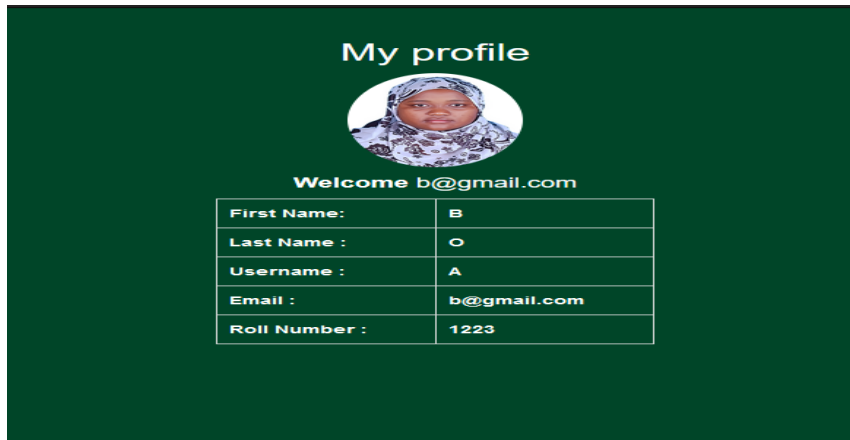 My profile
Welcome b@gmail.com
First Name: B
Last Name : O
Username : A
Email : b@gmail.com
Roll Number : 1223